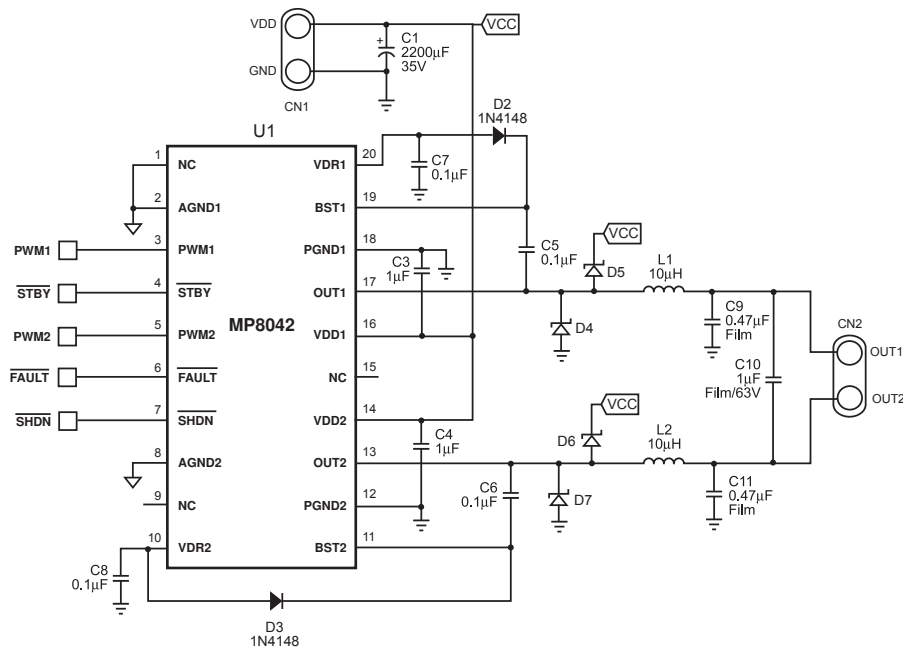 VDD
VCC
C1
+
2200µF
35V
GND
CN1
D2
1N4148
U1
1
NC
VDR1
20
C7
0.1µF
2
AGND1
BST1
19
PWM1
3
PWM1
PGND1
18
C3
1µF
C5
0.1µF
VCC
D5
L1
10µH
STBY
4
STBY
OUT1
17
MP8042
D4
C9
0.47µF
Film
CN2
OUT1
PWM2
5
PWM2
VDD1
16
C10
1µF
Film/63V
FAULT
6
FAULT
NC
15
OUT2
SHDN
7
SHDN
VDD2
14
VCC
C4
1µF
D6
L2
10µH
8
AGND2
OUT2
13
9
NC
PGND2
12
C6
0.1µF
D7
C11
0.47µF
Film
10
VDR2
BST2
11
C8
0.1µF
D3
1N4148